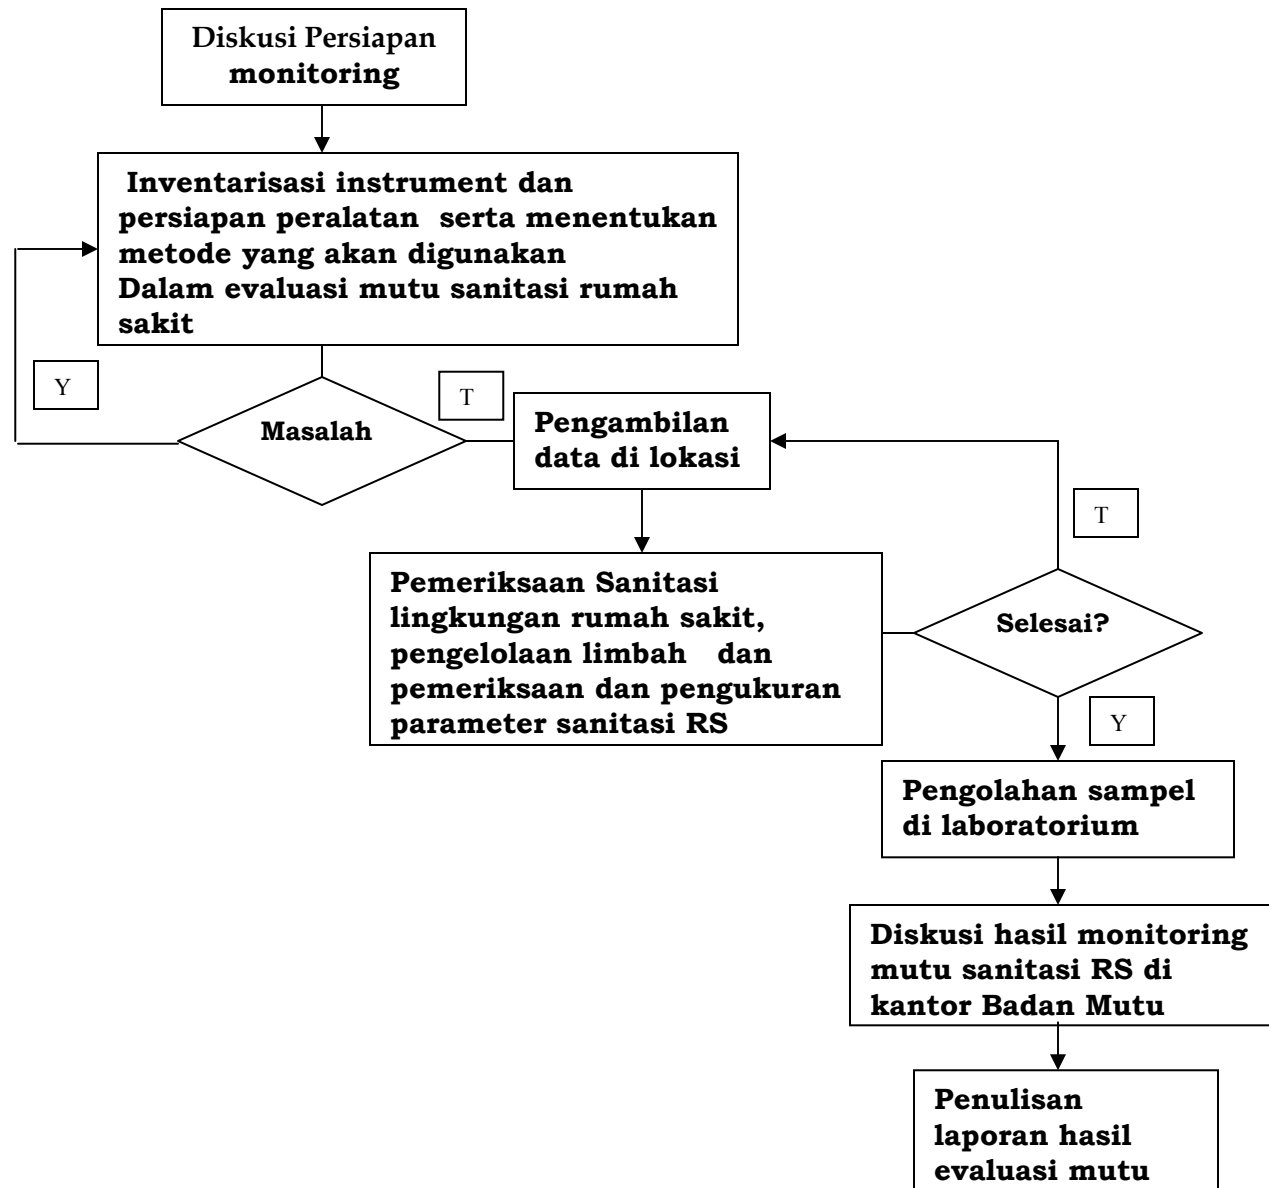 Diskusi Persiapan
monitoring
Inventarisasi instrument dan
persiapan peralatan serta menentukan
metode yang akan digunakan
Dalam evaluasi mutu sanitasi rumah
sakit
Y
Masalah
T
Pengambilan
data di lokasi
T
Pemeriksaan Sanitasi
lingkungan rumah sakit,
pengelolaan limbah dan
pemeriksaan dan pengukuran
parameter sanitasi RS
Selesai?
Y
Pengolahan sampel
di laboratorium
Diskusi hasil monitoring
mutu sanitasi RS di
kantor Badan Mutu
Penulisan
laporan hasil
evaluasi mutu